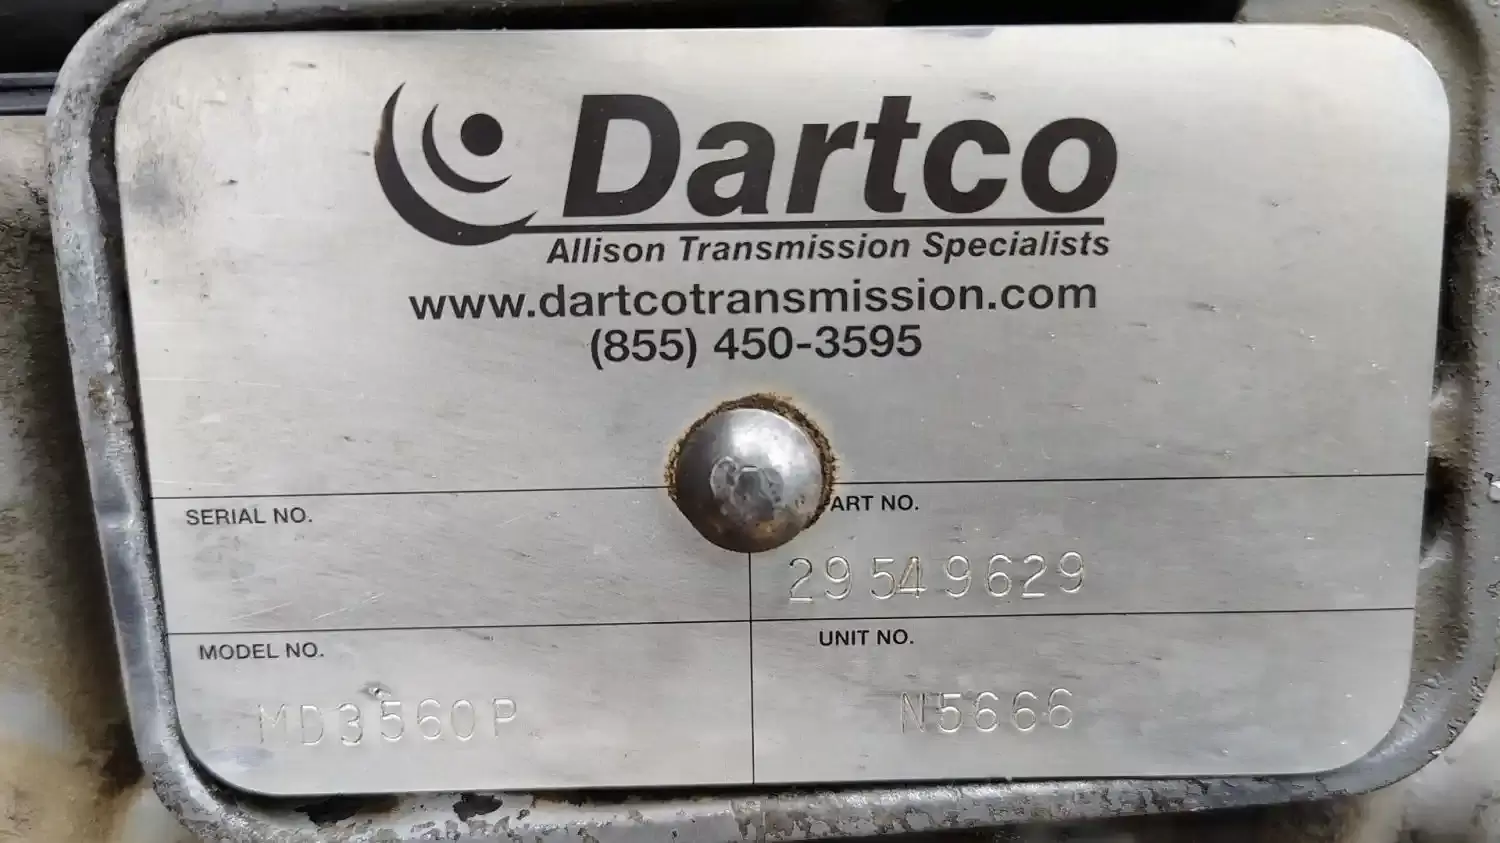 Dartco
Allison Transmission Specialists
www.dartcotransmission.com
(855) 450-3595
SERIAL NO.
ART NO.
29549629
MODEL NO.
UNIT NO.
MD3560P
N5666